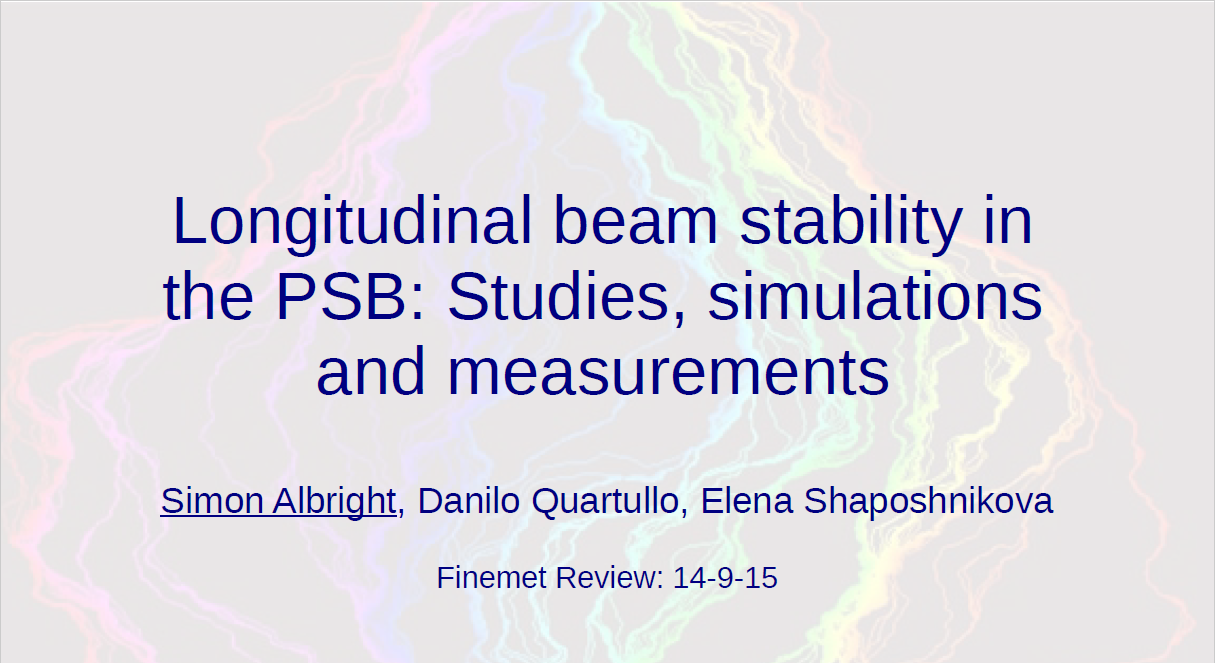 Longitudinal beam stability in
the PSB: Studies, simulations
and measurements
Simon Albright, Danilo Quartullo, Elena Shaposhnikova
Finemet Review: 14-9-15